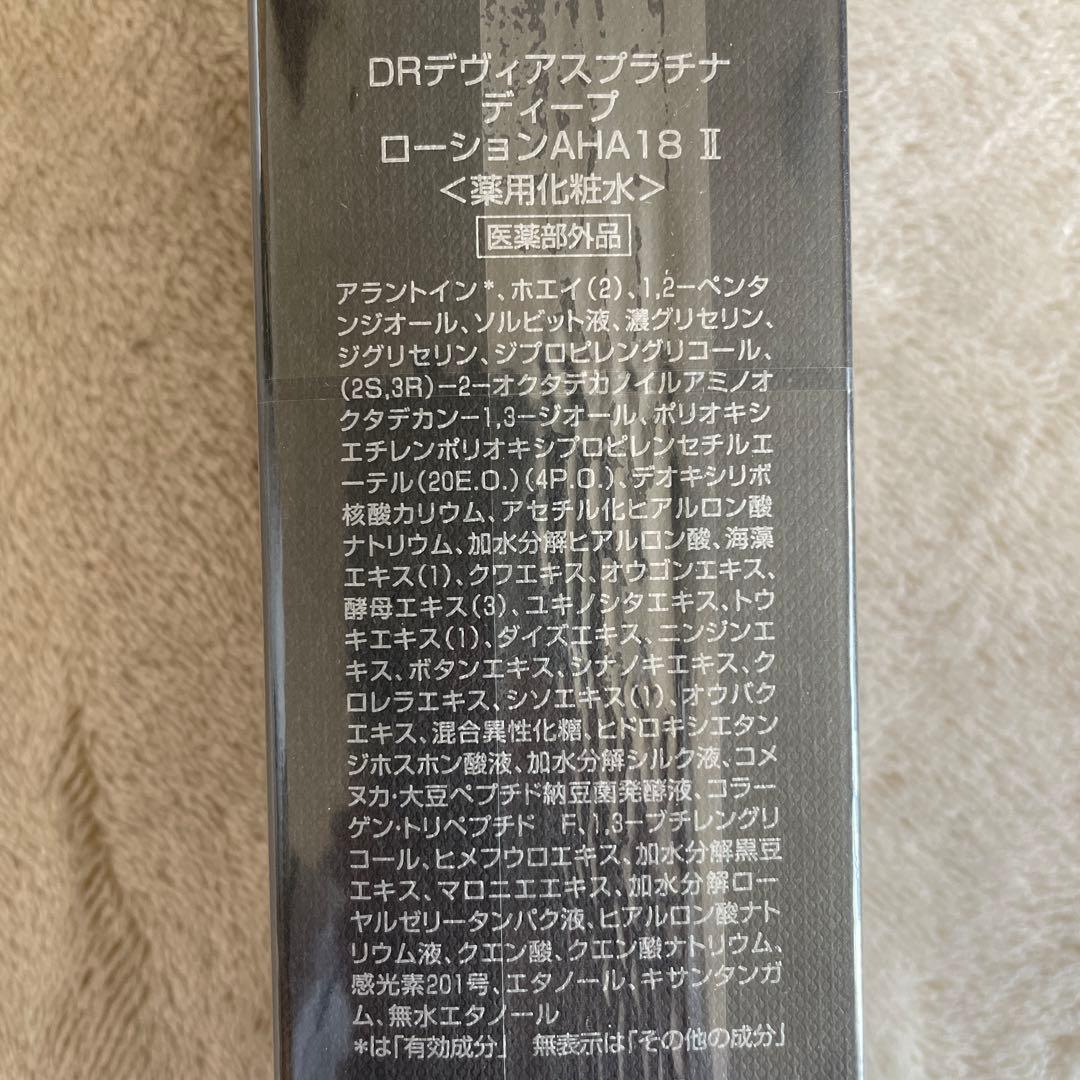 DRデヴィアスプラチナ
ディープ
ローションAHA18 Ⅱ
＜薬用化粧水＞
医薬部外品
アラントイン*、ホエイ(2)、1,2ーペンタ
ンジオール、ソルビット液、濃グリセリン、
ジグリセリン、ジプロピレングリコール、
(2S,3R)ー2ーオクタデカノイルアミノオ
クタデカンー1,3ージオール、ポリオキシ
エチレンポリオキシプロピレンセチルエ
ーテル(20E.O.)(4P.O.)、デオキシリボ
核酸カリウム、アセチル化ヒアルロン酸
ナトリウム、加水分解ヒアルロン酸、海藻
エキス(1)、クワエキス、オウゴンエキス、
酵母エキス(3)、ユキノシタエキス、トウ
キエキス(1)、ダイズエキス、ニンジンエ
キス、ボタンエキス、シナノキエキス、ク
ロレラエキス、シソエキス(1)、オウバク
エキス、混合異性化糖、ヒドロキシエタン
ジホスホン酸液、加水分解シルク液、コメ
ヌカ・大豆ペプチド納豆菌発酵液、コラー
ゲン・トリペプチド　F、1,3ーブチレングリ
コール、ヒメフウロエキス、加水分解黒豆
エキス、マロニエエキス、加水分解ロー
ヤルゼリータンパク液、ヒアルロン酸ナト
リウム液、クエン酸、クエン酸ナトリウム、
感光素201号、エタノール、キサンタンガ
ム、無水エタノール
*は「有効成分」　無表示は「その他の成分」